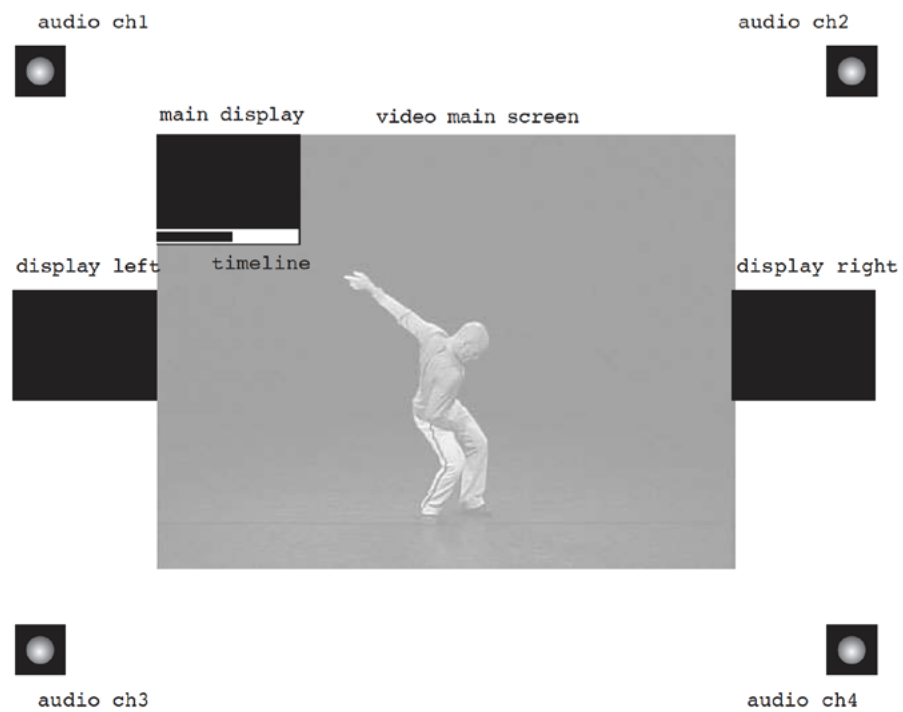 audio ch1
audio ch2
main display
video main screen
display left
timeline
display right
audio ch3
audio ch4